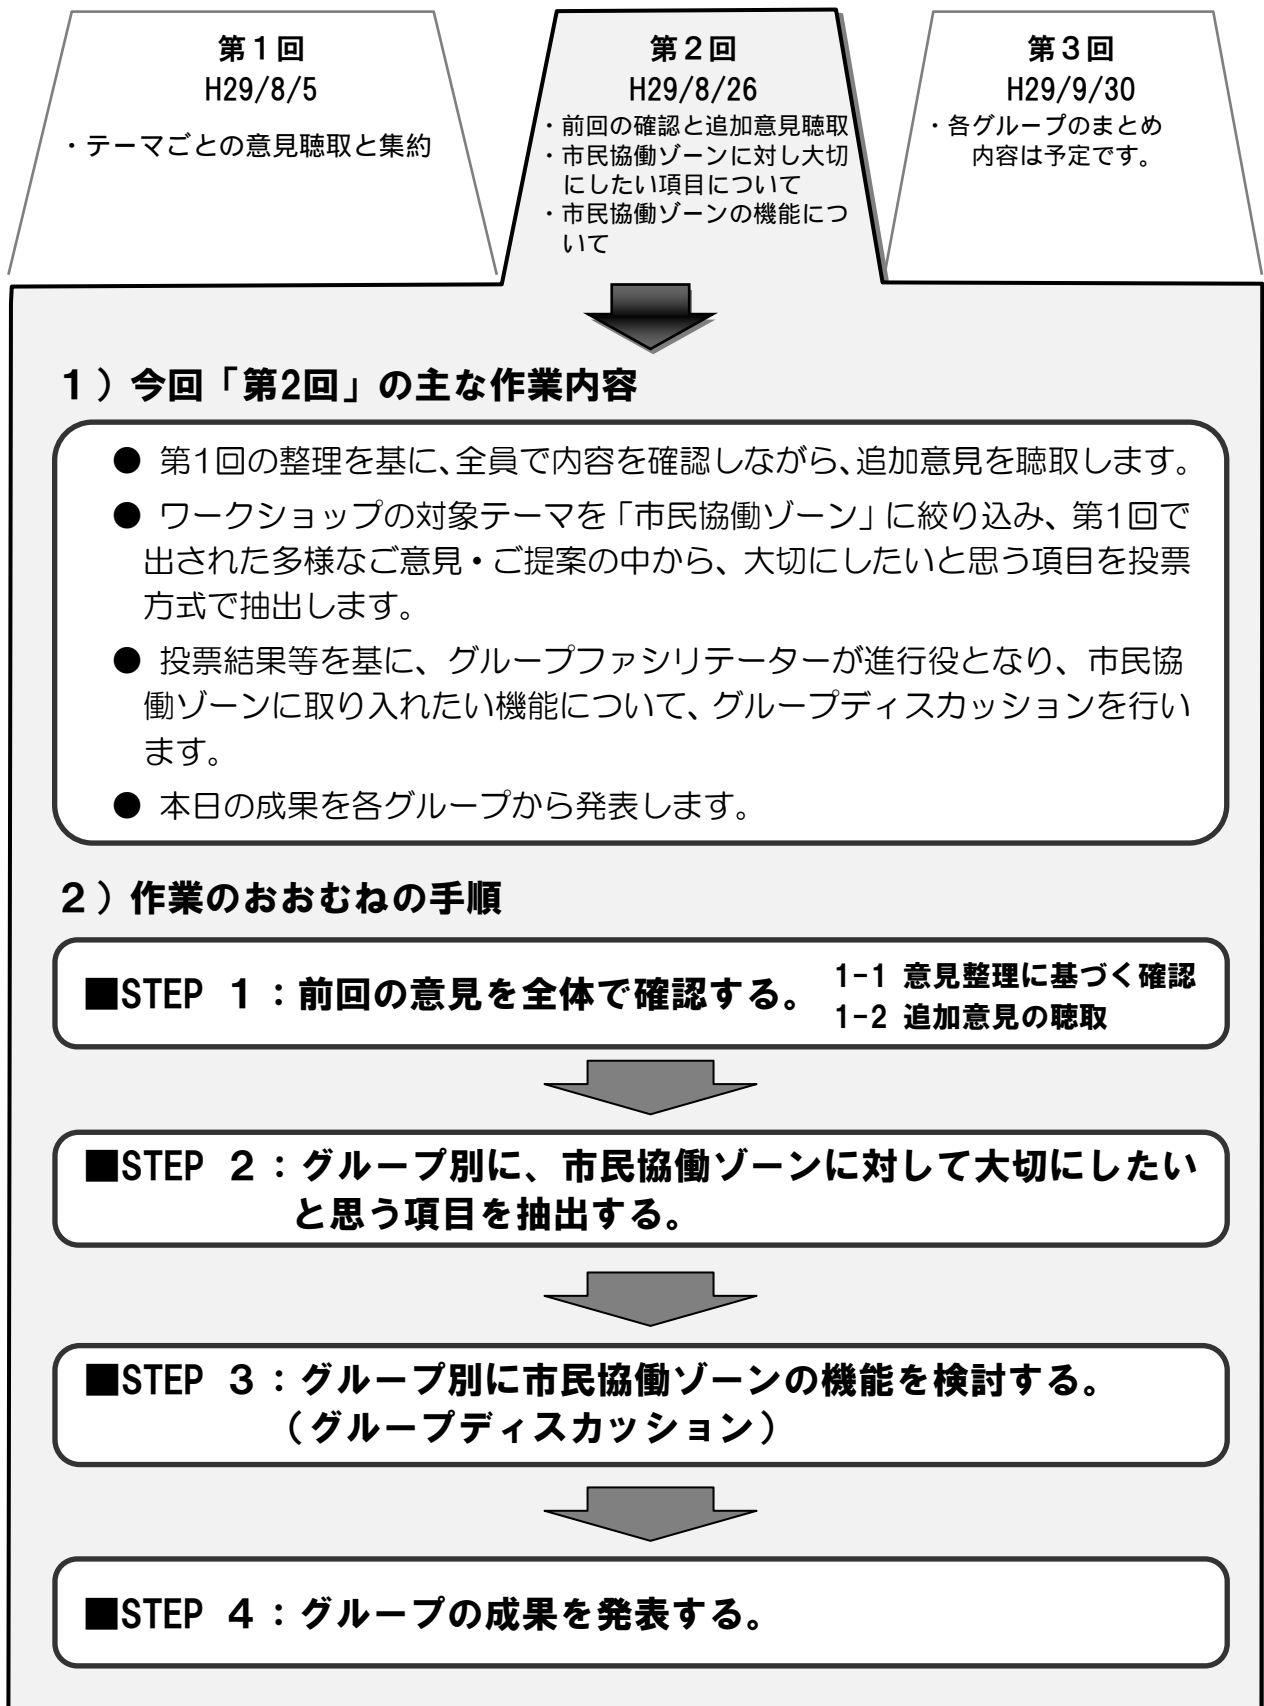 第１回
H29/8/5
・テーマごとの意見聴取と集約
第２回
H29/8/26
・前回の確認と追加意見聴取
・市民協働ゾーンに対し大切
にしたい項目について
・市民協働ゾーンの機能につ
いて
第３回
H29/9/30
・各グループのまとめ
内容は予定です。
１）今回「第2回」の主な作業内容
● 第1回の整理を基に、全員で内容を確認しながら、追加意見を聴取します。
● ワークショップの対象テーマを「市民協働ゾーン」に絞り込み、第1回で
出された多様なご意見・ご提案の中から、大切にしたいと思う項目を投票
方式で抽出します。
● 投票結果等を基に、グループファシリテーターが進行役となり、市民協
働ゾーンに取り入れたい機能について、グループディスカッションを行い
ます。
● 本日の成果を各グループから発表します。
２）作業のおおむねの手順
■STEP １：前回の意見を全体で確認する。
1-1 意見整理に基づく確認
1-2 追加意見の聴取
■STEP ２：グループ別に、市民協働ゾーンに対して大切にしたい
と思う項目を抽出する。
■STEP ３：グループ別に市民協働ゾーンの機能を検討する。
（グループディスカッション）
■STEP ４：グループの成果を発表する。